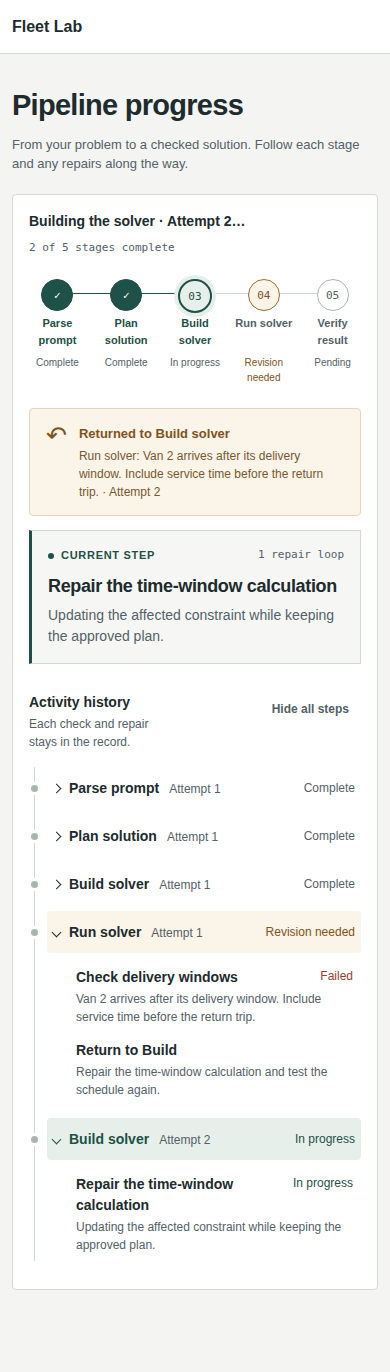 Fleet Lab
Pipeline progress
From your problem to a checked solution. Follow each stage
and any repairs along the way.
Building the solver · Attempt 2…
2 of 5 stages complete
✓ ✓ 03 04 05
Parse prompt
Plan solution
Build solver
Run solver
Verify result
Complete
Complete
In progress
Revision needed
Pending
Returned to Build solver
Run solver: Van 2 arrives after its delivery
window. Include service time before the return
trip. · Attempt 2
CURRENT STEP 1 repair loop
Repair the time-window calculation
Updating the affected constraint while keeping
the approved plan.
Activity history
Hide all steps
Each check and repair
stays in the record.
Parse prompt Attempt 1 Complete
Plan solution Attempt 1 Complete
Build solver Attempt 1 Complete
Run solver Attempt 1 Revision needed
Check delivery windows Failed
Van 2 arrives after its delivery window. Include
service time before the return trip.
Return to Build
Repair the time-window calculation and test the
schedule again.
Build solver Attempt 2 In progress
Repair the time-window In progress
calculation
Updating the affected constraint while keeping the
approved plan.